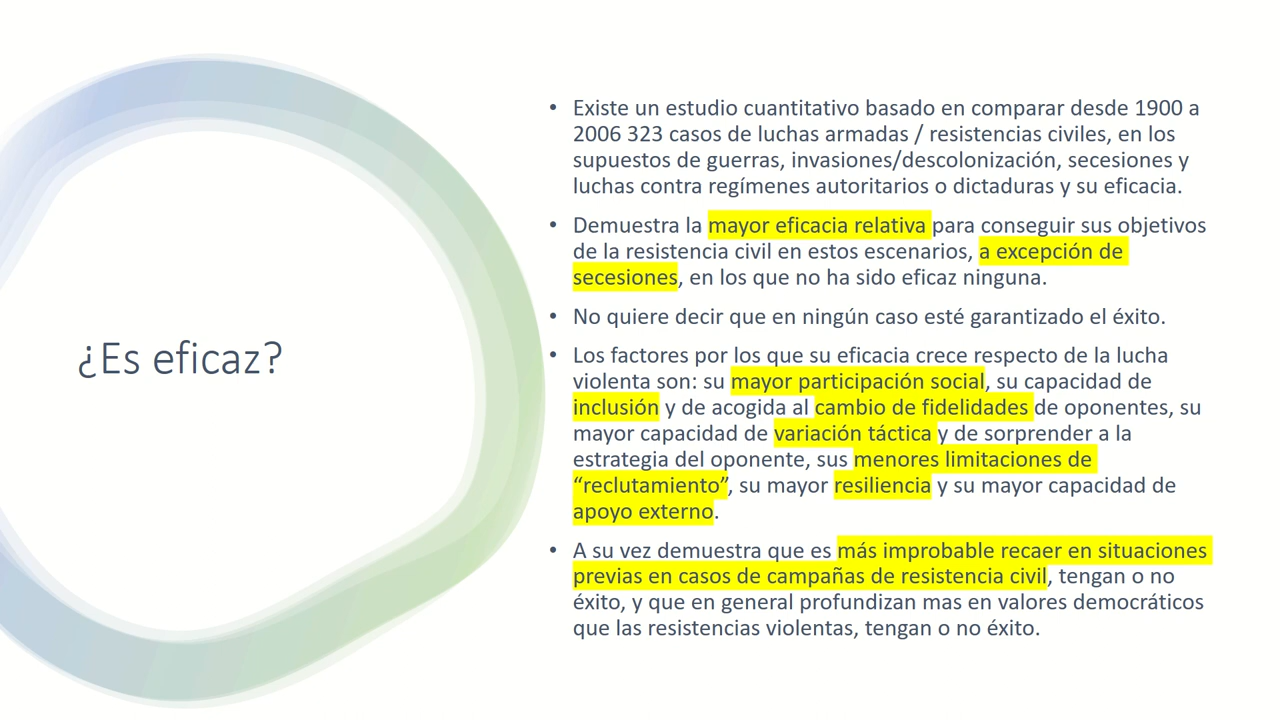 ¿Es eficaz?
• Existe un estudio cuantitativo basado en comparar desde 1900 a
2006 323 casos de luchas armadas / resistencias civiles, en los
supuestos de guerras, invasiones/descolonización, secesiones y
luchas contra regímenes autoritarios o dictaduras y su eficacia.
• Demuestra la mayor eficacia relativa para conseguir sus objetivos
de la resistencia civil en estos escenarios, a excepción de
secesiones, en los que no ha sido eficaz ninguna.
• No quiere decir que en ningún caso esté garantizado el éxito.
• Los factores por los que su eficacia crece respecto de la lucha
violenta son: su mayor participación social, su capacidad de
inclusión y de acogida al cambio de fidelidades de oponentes, su
mayor capacidad de variación táctica y de sorprender a la
estrategia del oponente, sus menores limitaciones de
“reclutamiento”, su mayor resiliencia y su mayor capacidad de
apoyo externo.
• A su vez demuestra que es más improbable recaer en situaciones
previas en casos de campañas de resistencia civil, tengan o no
éxito, y que en general profundizan mas en valores democráticos
que las resistencias violentas, tengan o no éxito.